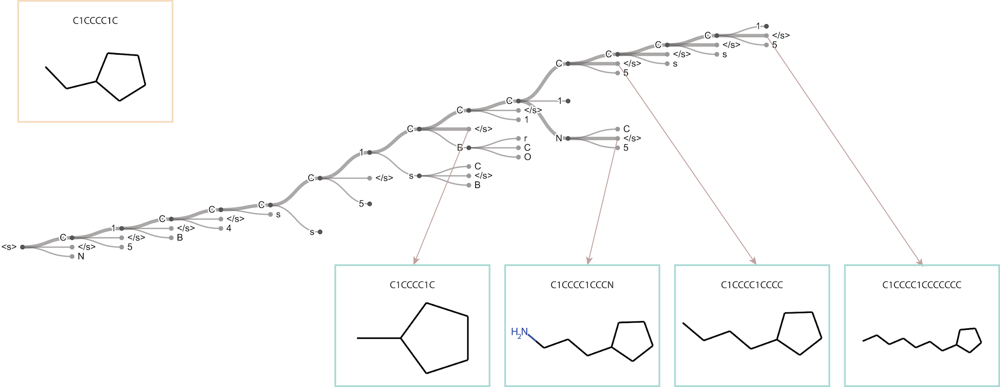 C1CCCC1C
1
C </s>
C </s> 5
C </s> s
C </s> s
5
C 1
C </s>
1
C </s> C
r N </s>
B C 5
1 O
C
C </s> s </s>
B
5
C
C s
C </s>
1 </s> 4
s
C </s> B
<s> </s> 5
N
C1CCCC1C
C1CCCC1CCCN
C1CCCC1CCCC
C1CCCC1CCCCCCC
H2N